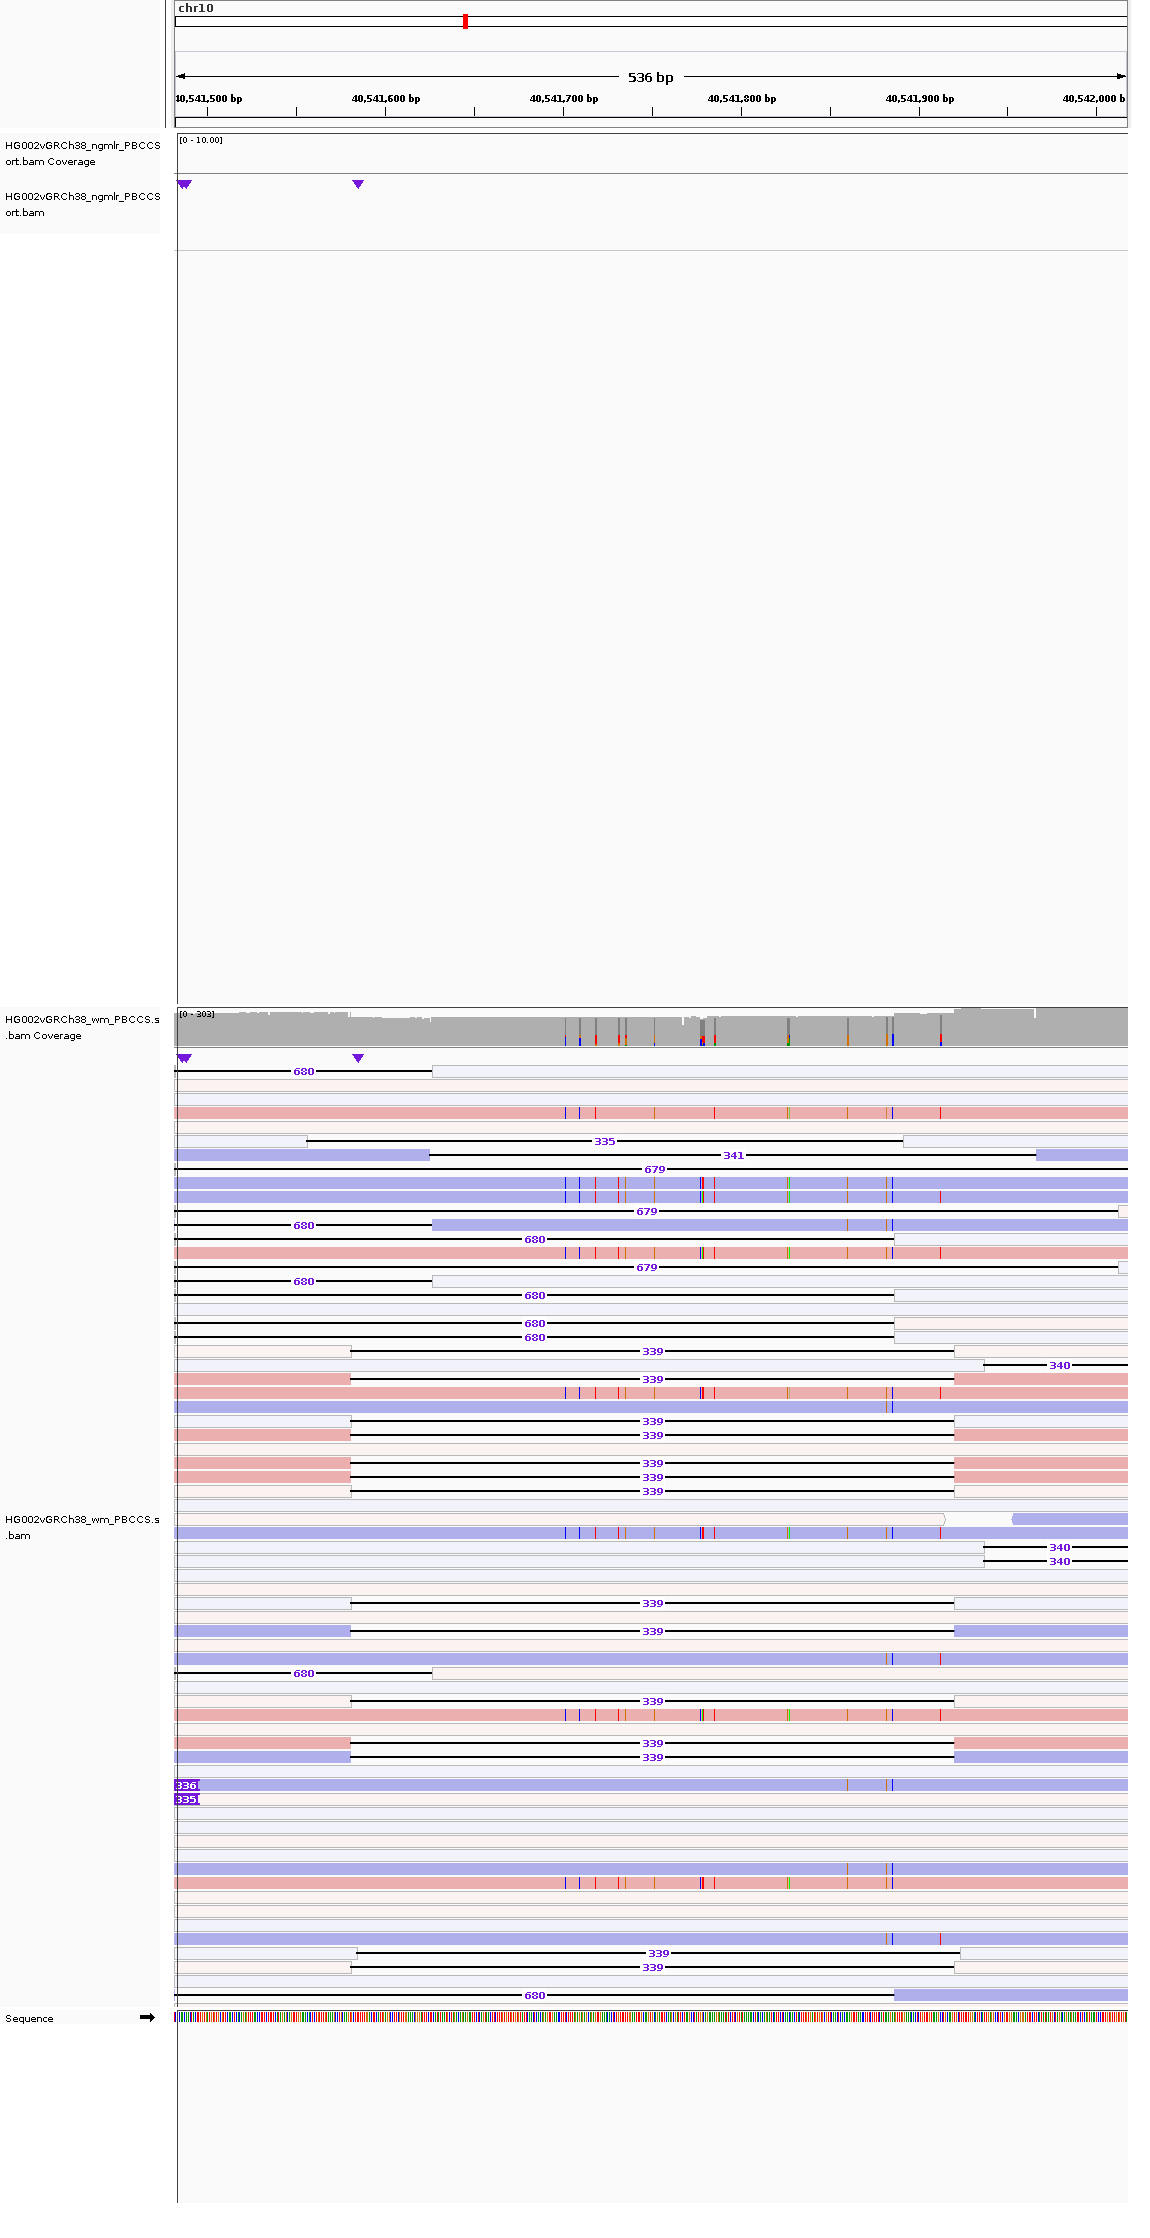 chr10
536 bp
40,541,500 bp 40,541,600 bp 40,541,700 bp 40,541,800 bp 40,541,900 bp 40,542,000 b
HG002vGRCh38_ngmlr_PBCCS
ort.bam Coverage
[0 - 10.00]
HG002vGRCh38_ngmlr_PBCCS
ort.bam
HG002vGRCh38_wm_PBCCS.s
.bam Coverage
[0 - 303]
680
335
341
679
679
680
680
679
680
680
680
680
339
340
339
339
339
339
339
339
HG002vGRCh38_wm_PBCCS.s
.bam
340
340
339
339
680
339
339
339
336
335
339
339
680
Sequence